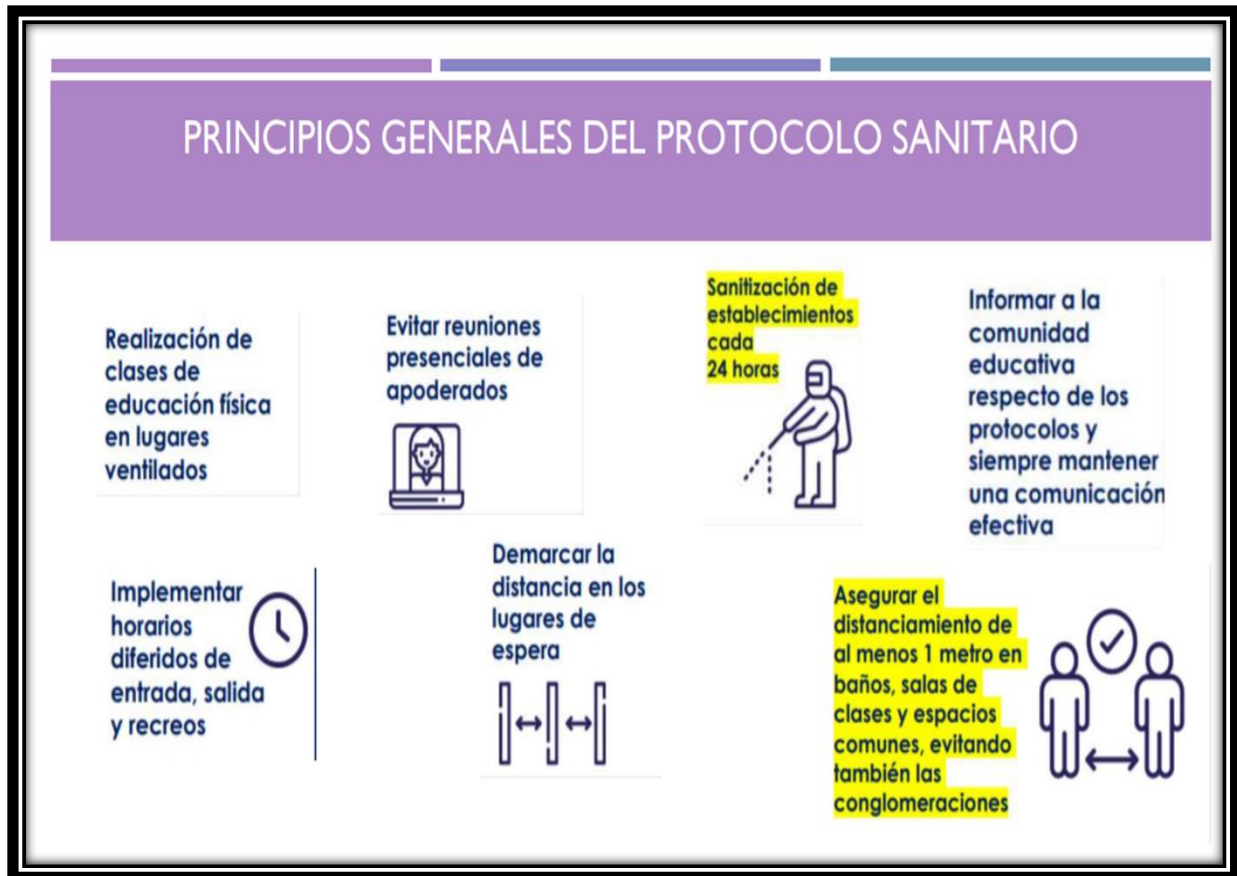 PRINCIPIOS GENERALES DEL PROTOCOLO SANITARIO
Realización de
clases de
educación física
en lugares
ventilados
Evitar reuniones
presenciales de
apoderados
Sanitización de
establecimientos
cada
24 horas
Informar a la
comunidad
educativa
respecto de los
protocolos y
siempre mantener
una comunicación
efectiva
Implementar
horarios
diferidos de
entrada, salida
y recreos
Demarcar la
distancia en los
lugares de
espera
Asegurar el
distanciamiento de
al menos 1 metro en
baños, salas de
clases y espacios
comunes, evitando
también las
conglomeraciones